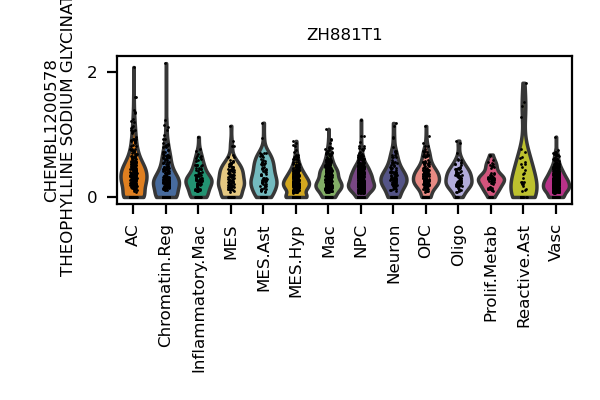 ZH881T1
CHEMBL1200578
THEOPHYLLINE SODIUM GLYCINAT
2
0
AC
Chromatin.Reg
Inflammatory.Mac
MES
MES.Ast
MES.Hyp
Mac
NPC
Neuron
OPC
Oligo
Prolif.Metab
Reactive.Ast
Vasc